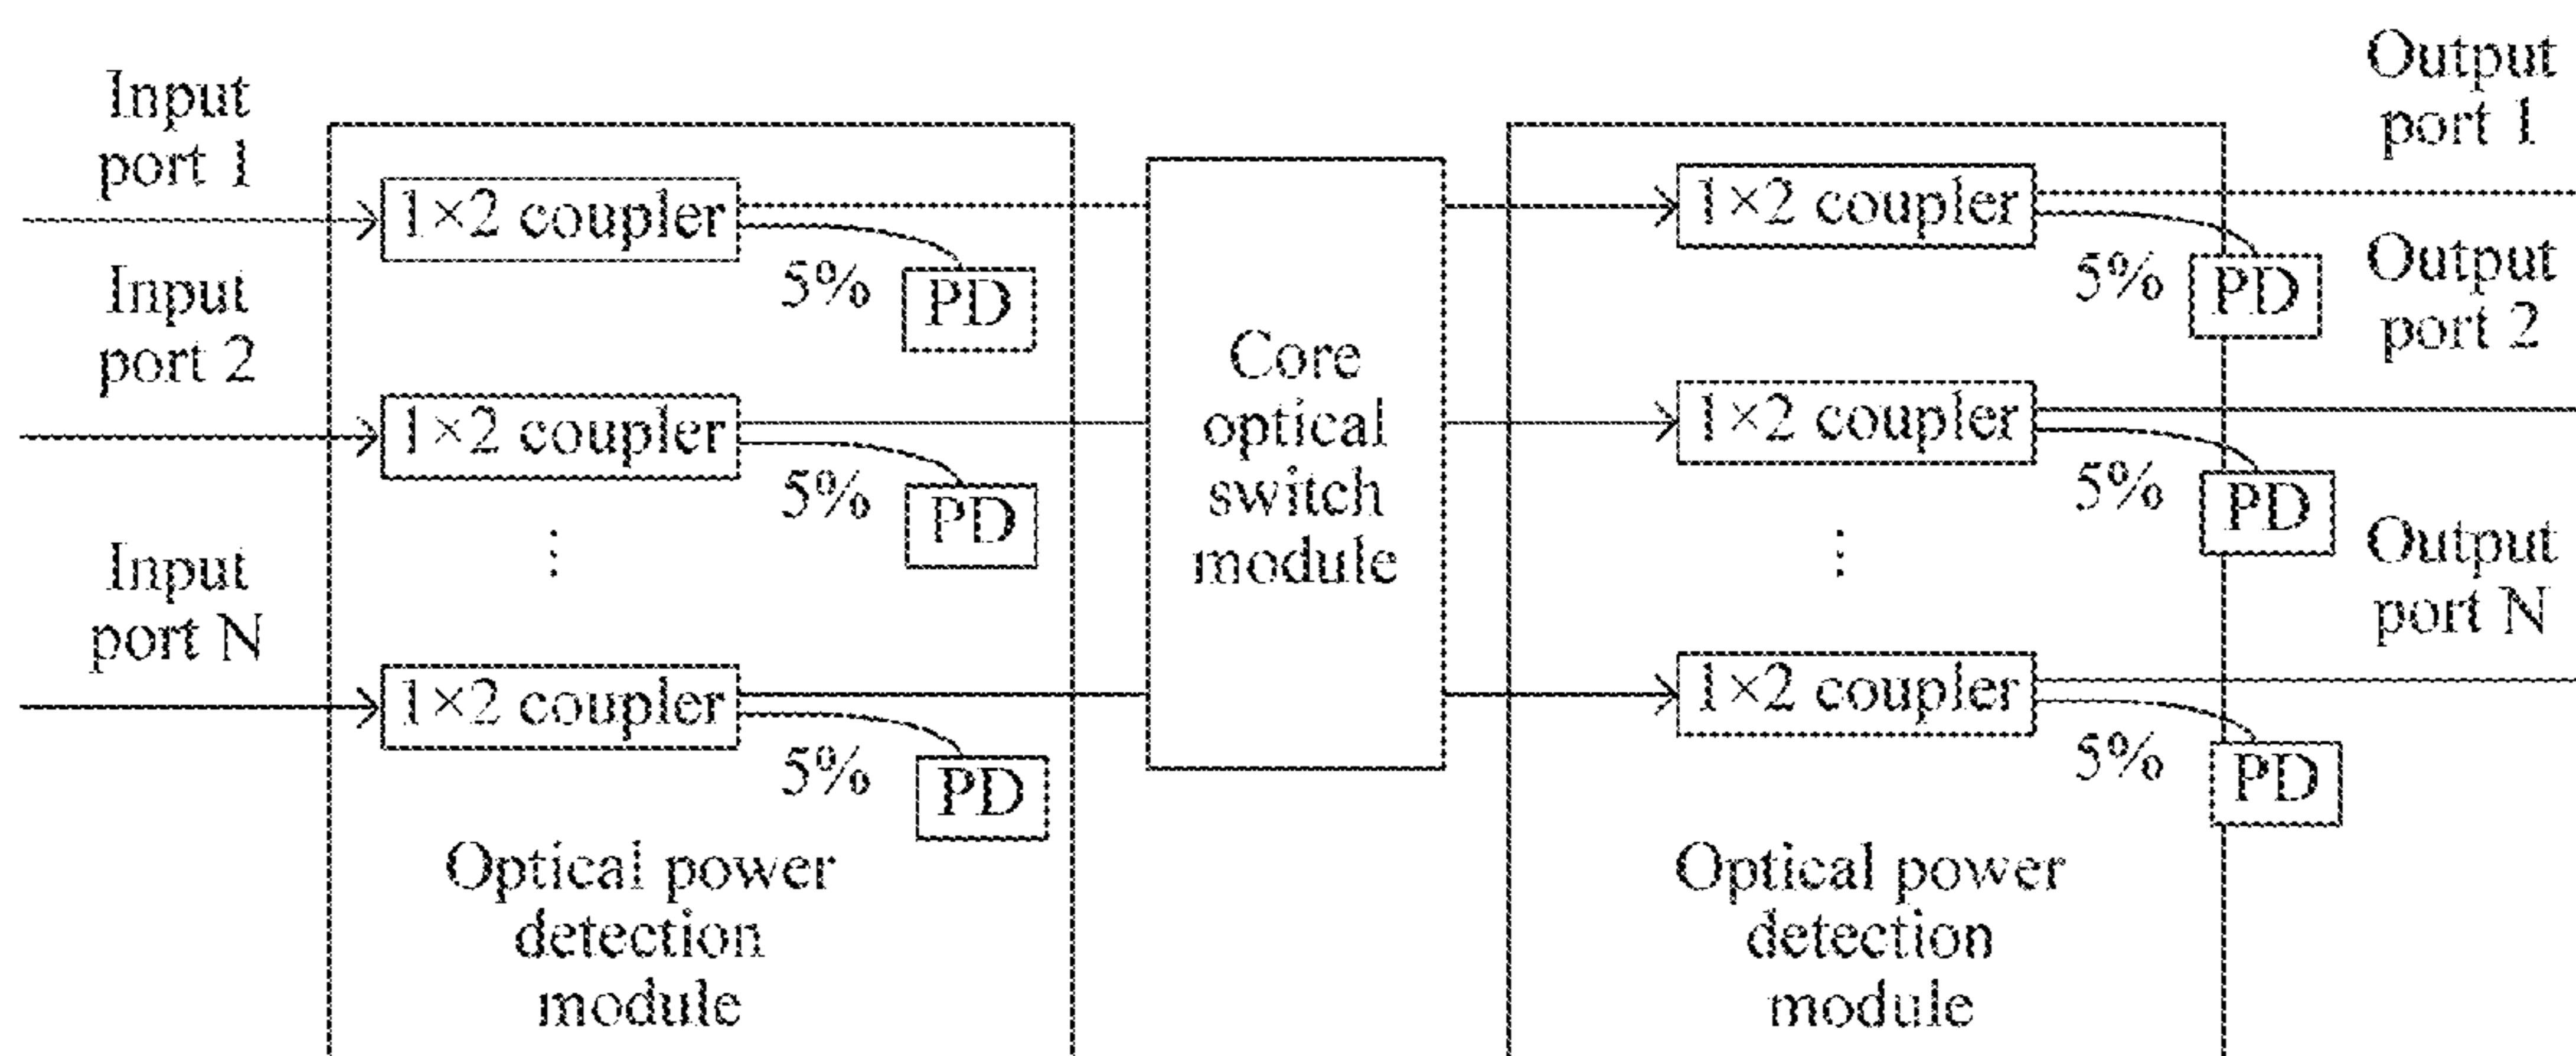 Input
port 1
1×2 coupler
5%
PD
Input
port 2
1×2 coupler
5%
PD
⋮
Input
port N
1×2 coupler
5%
PD
Optical power
detection
module
Core
optical
switch
module
Output
port 1
1×2 coupler
5%
PD
Output
port 2
1×2 coupler
5%
PD
⋮
Output
port N
1×2 coupler
5%
PD
Optical power
detection
module